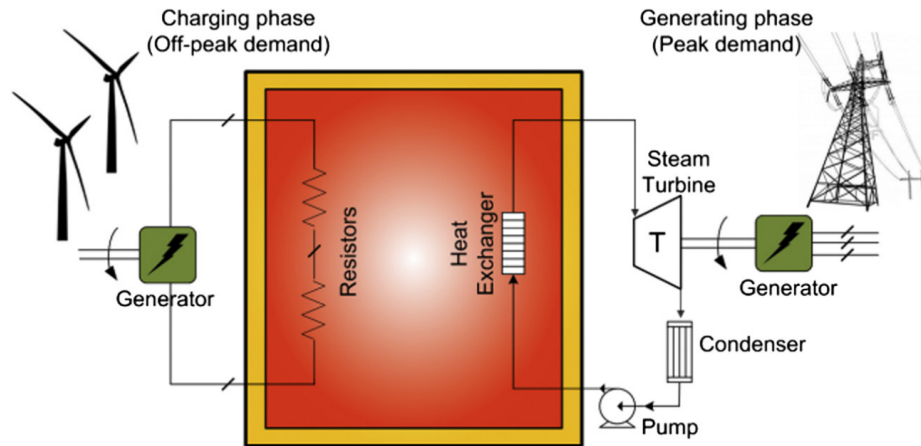 Charging phase
(Off-peak demand)
Generating phase
(Peak demand)
Steam
Turbine
Resistors
Heat
Exchanger
T
Generator
Generator
Condenser
Pump